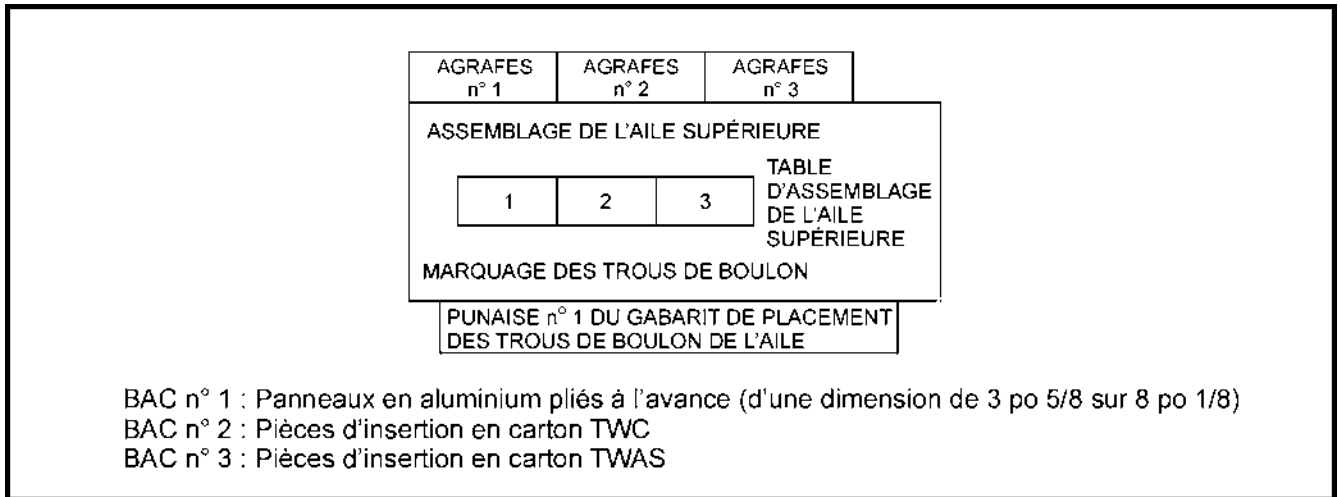 AGRAFES AGRAFES AGRAFES
n° 1 n° 2 n° 3
ASSEMBLAGE DE L'AILE SUPÉRIEURE
TABLE
D'ASSEMBLAGE
DE L'AILE
SUPÉRIEURE
1 2 3
MARQUAGE DES TROUS DE BOULON
PUNAISE n° 1 DU GABARIT DE PLACEMENT
DES TROUS DE BOULON DE L'AILE
BAC n° 1 : Panneaux en aluminium pliés à l'avance (d'une dimension de 3 po 5/8 sur 8 po 1/8)
BAC n° 2 : Pièces d'insertion en carton TWC
BAC n° 3 : Pièces d'insertion en carton TWAS